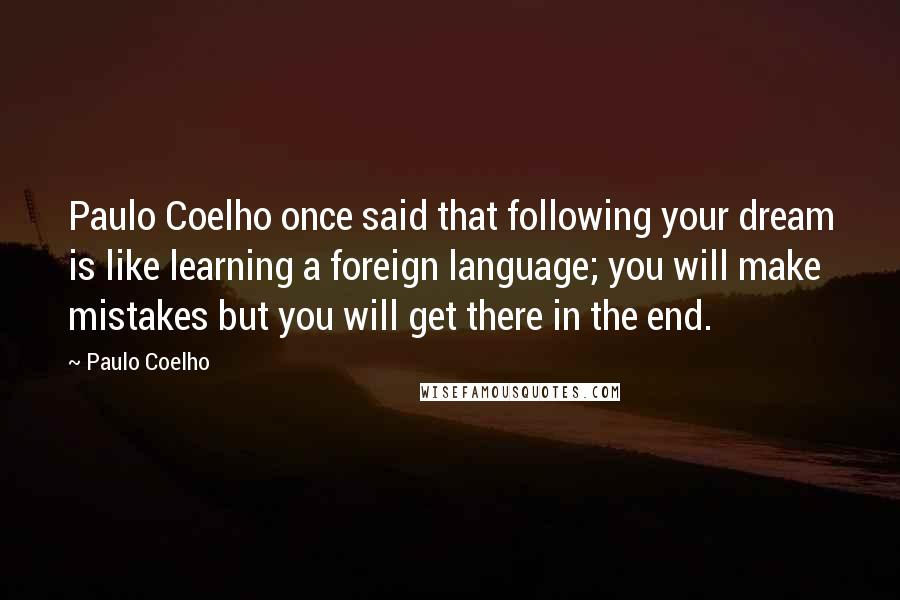 Paulo Coelho once said that following your dream
is like learning a foreign language; you will make
mistakes but you will get there in the end.
~ Paulo Coelho
WISEFAMOUSQUOTES.COM